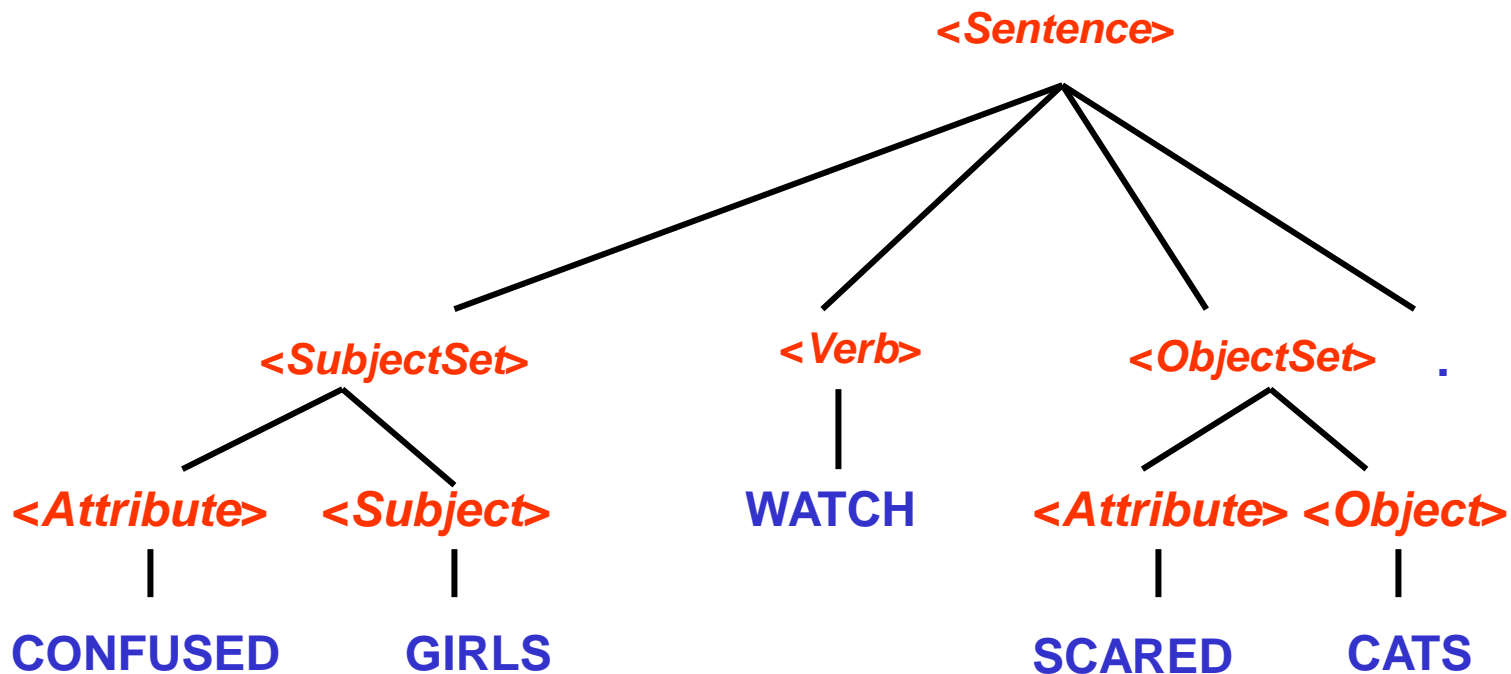 <Sentence>
<SubjectSet> <Verb> <ObjectSet> .
<Attribute> <Subject> WATCH <Attribute> <Object>
CONFUSED GIRLS SCARED CATS